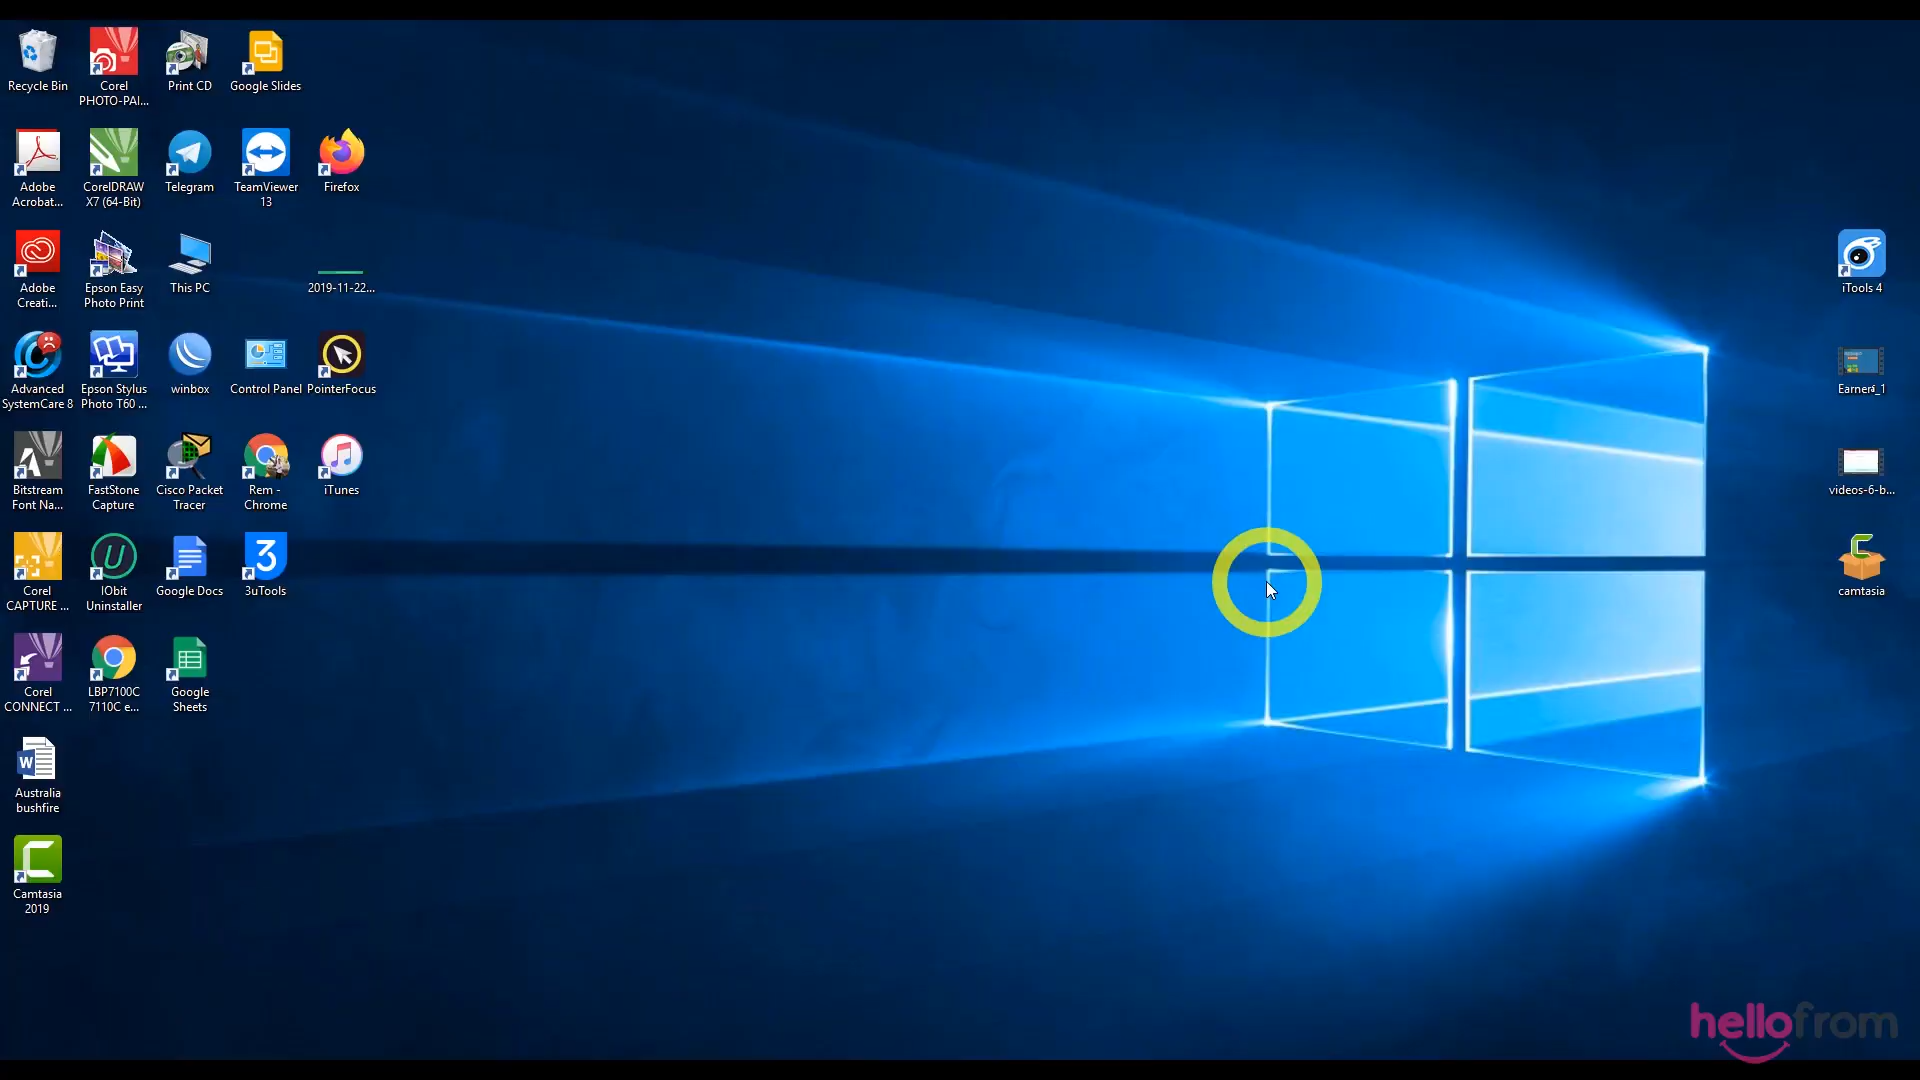 Recycle Bin
Corel
PHOTO-PAI...
Print CD
Google Slides
Adobe
Acrobat...
CorelDRAW
X7 (64-Bit)
Telegram
TeamViewer
13
Firefox
Adobe
Creati...
Epson Easy
Photo Print
This PC
2019-11-22...
iTools 4
Advanced
SystemCare 8
Epson Stylus
Photo T60 ...
winbox
Control Panel
PointerFocus
Bitstream
Font Na...
FastStone
Capture
Cisco Packet
Tracer
Rem -
Chrome
iTunes
videos-6-b...
Corel
CAPTURE ...
IObit
Uninstaller
Google Docs
3
3uTools
camtasia
Corel
CONNECT ...
LBP7100C
7110C e...
Google
Sheets
Australia
bushfire
Camtasia
2019
hellofrom